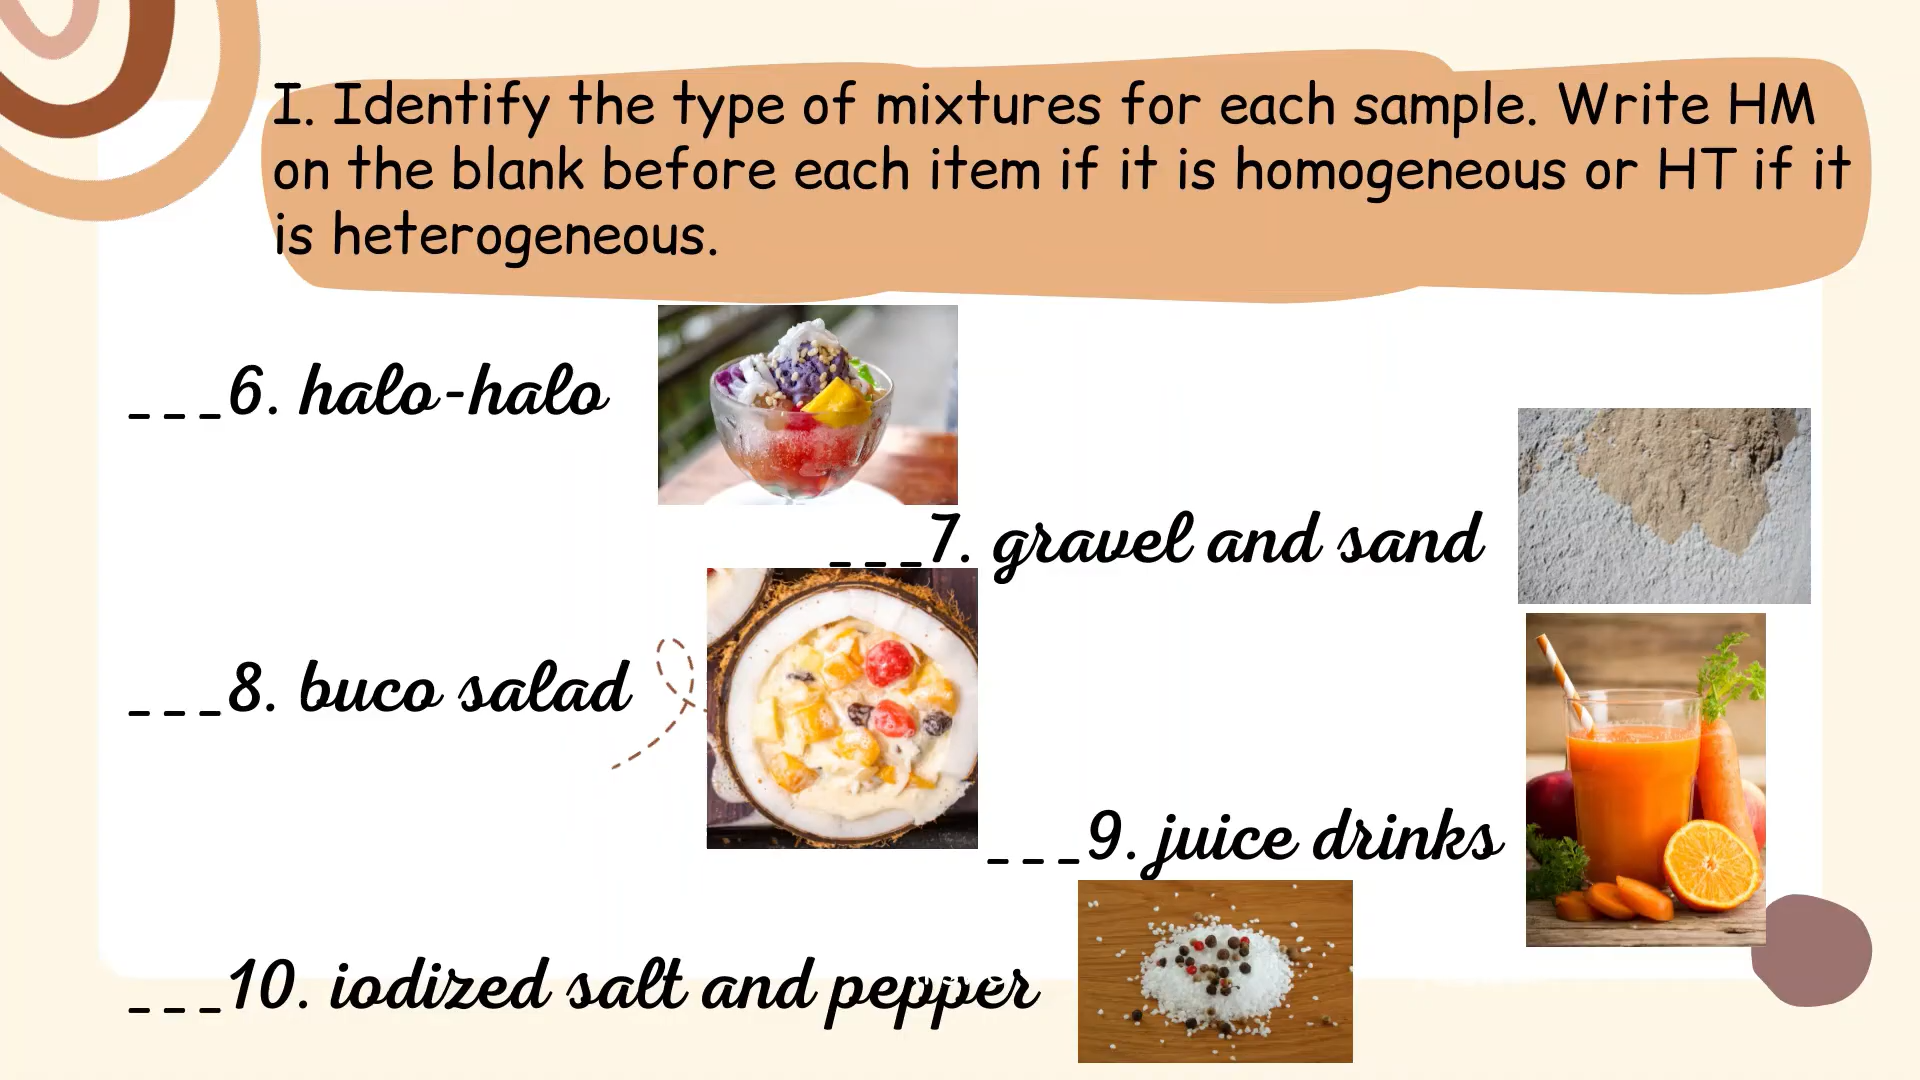 I. Identify the type of mixtures for each sample. Write HM
on the blank before each item if it is homogeneous or HT if it
is heterogeneous.
___6. halo-halo
___7. gravel and sand
___8. buco salad
___9. juice drinks
___10. iodized salt and pepper